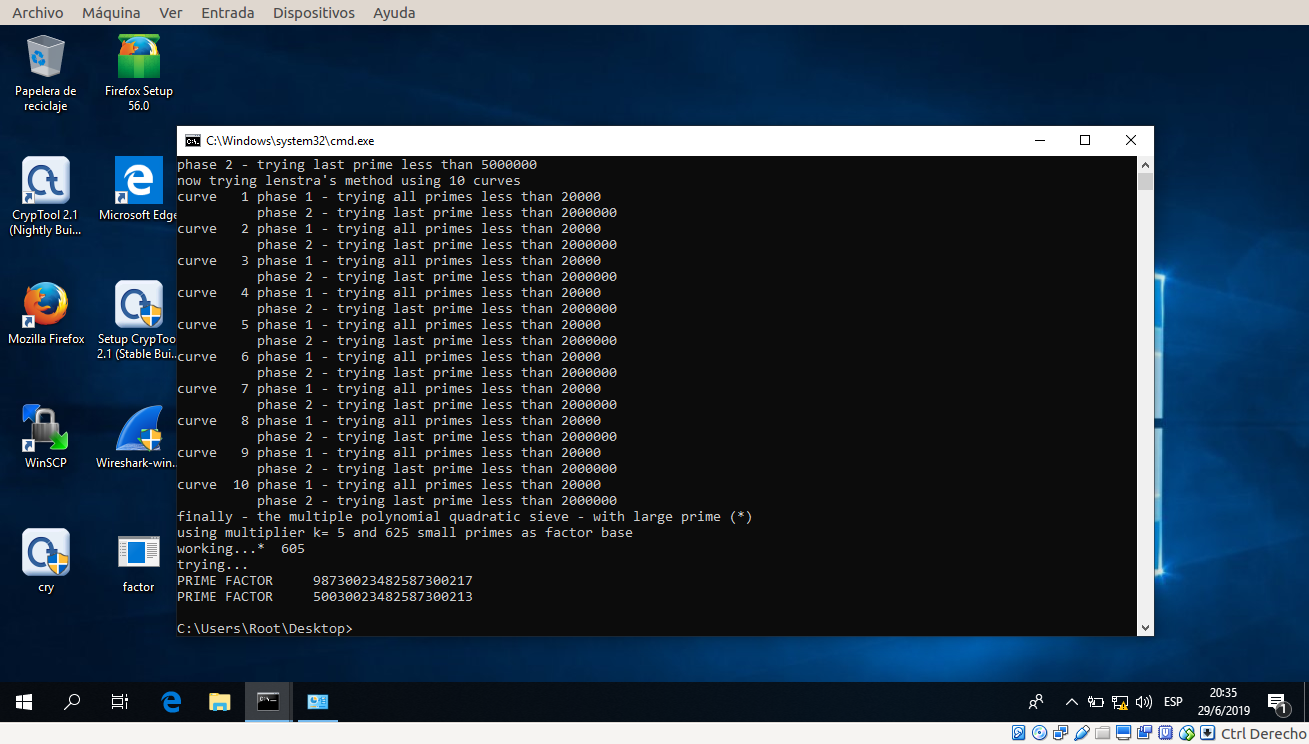 Archivo Máquina Ver Entrada Dispositivos Ayuda
Papelera de
reciclaje
Firefox Setup
56.0
CrypTool 2.1
(Nightly Bui...
Microsoft Edge
Mozilla Firefox
Setup CrypToo
2.1 (Stable Bui...
WinSCP
Wireshark-win...
cry
factor
C:\Windows\system32\cmd.exe
phase 2 - trying last prime less than 5000000
now trying lenstra's method using 10 curves
curve   1 phase 1 - trying all primes less than 20000
          phase 2 - trying last prime less than 2000000
curve   2 phase 1 - trying all primes less than 20000
          phase 2 - trying last prime less than 2000000
curve   3 phase 1 - trying all primes less than 20000
          phase 2 - trying last prime less than 2000000
curve   4 phase 1 - trying all primes less than 20000
          phase 2 - trying last prime less than 2000000
curve   5 phase 1 - trying all primes less than 20000
          phase 2 - trying last prime less than 2000000
curve   6 phase 1 - trying all primes less than 20000
          phase 2 - trying last prime less than 2000000
curve   7 phase 1 - trying all primes less than 20000
          phase 2 - trying last prime less than 2000000
curve   8 phase 1 - trying all primes less than 20000
          phase 2 - trying last prime less than 2000000
curve   9 phase 1 - trying all primes less than 20000
          phase 2 - trying last prime less than 2000000
curve  10 phase 1 - trying all primes less than 20000
          phase 2 - trying last prime less than 2000000
finally - the multiple polynomial quadratic sieve - with large prime (*)
using multiplier k= 5 and 625 small primes as factor base
working...*  605
trying...
PRIME FACTOR     98730023482587300217
PRIME FACTOR     50030023482587300213
C:\Users\Root\Desktop>
ESP
20:35
29/6/2019
1
Ctrl Derecho